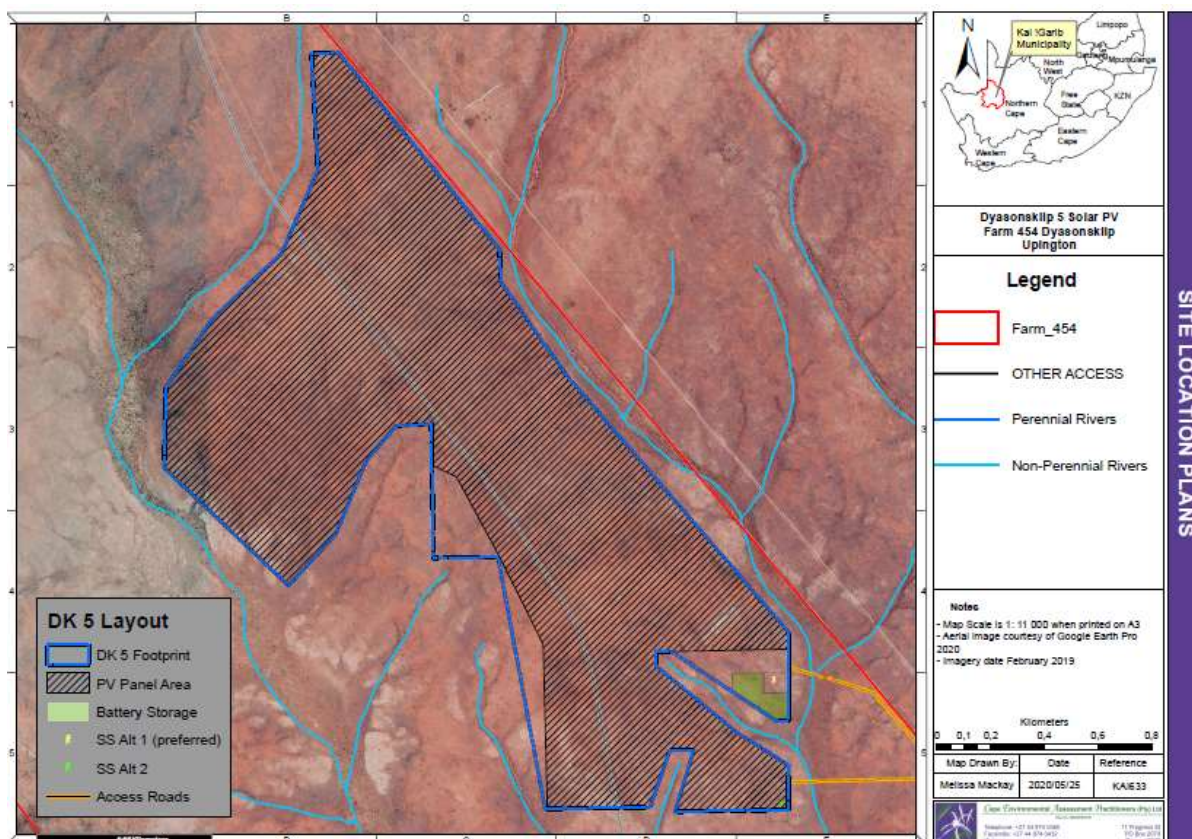 A B C D E
1
2
3
4
5
DK 5 Layout
DK 5 Footprint
PV Panel Area
Battery Storage
SS Alt 1 (preferred)
SS Alt 2
Access Roads
N
Kai !Garib
Municipality
Limpopo
North
West
Mpumalanga
Free
State
KZN
Northern
Cape
Eastern
Cape
Western
Cape
Dyasonsklip 5 Solar PV
Farm 454 Dyasonsklip
Upington
Legend
Farm_454
OTHER ACCESS
Perennial Rivers
Non-Perennial Rivers
Notes
- Map Scale is 1: 11 000 when printed on A3
- Aerial image courtesy of Google Earth Pro
2020
- Imagery date February 2019
Kilometers
0 0,1 0,2 0,4 0,6 0,8
Map Drawn By: Date Reference
Melissa Mackay 2020/05/25 KAI633
Cape Environmental Assessment Practitioners (Pty) Ltd
SITE LOCATION PLANS